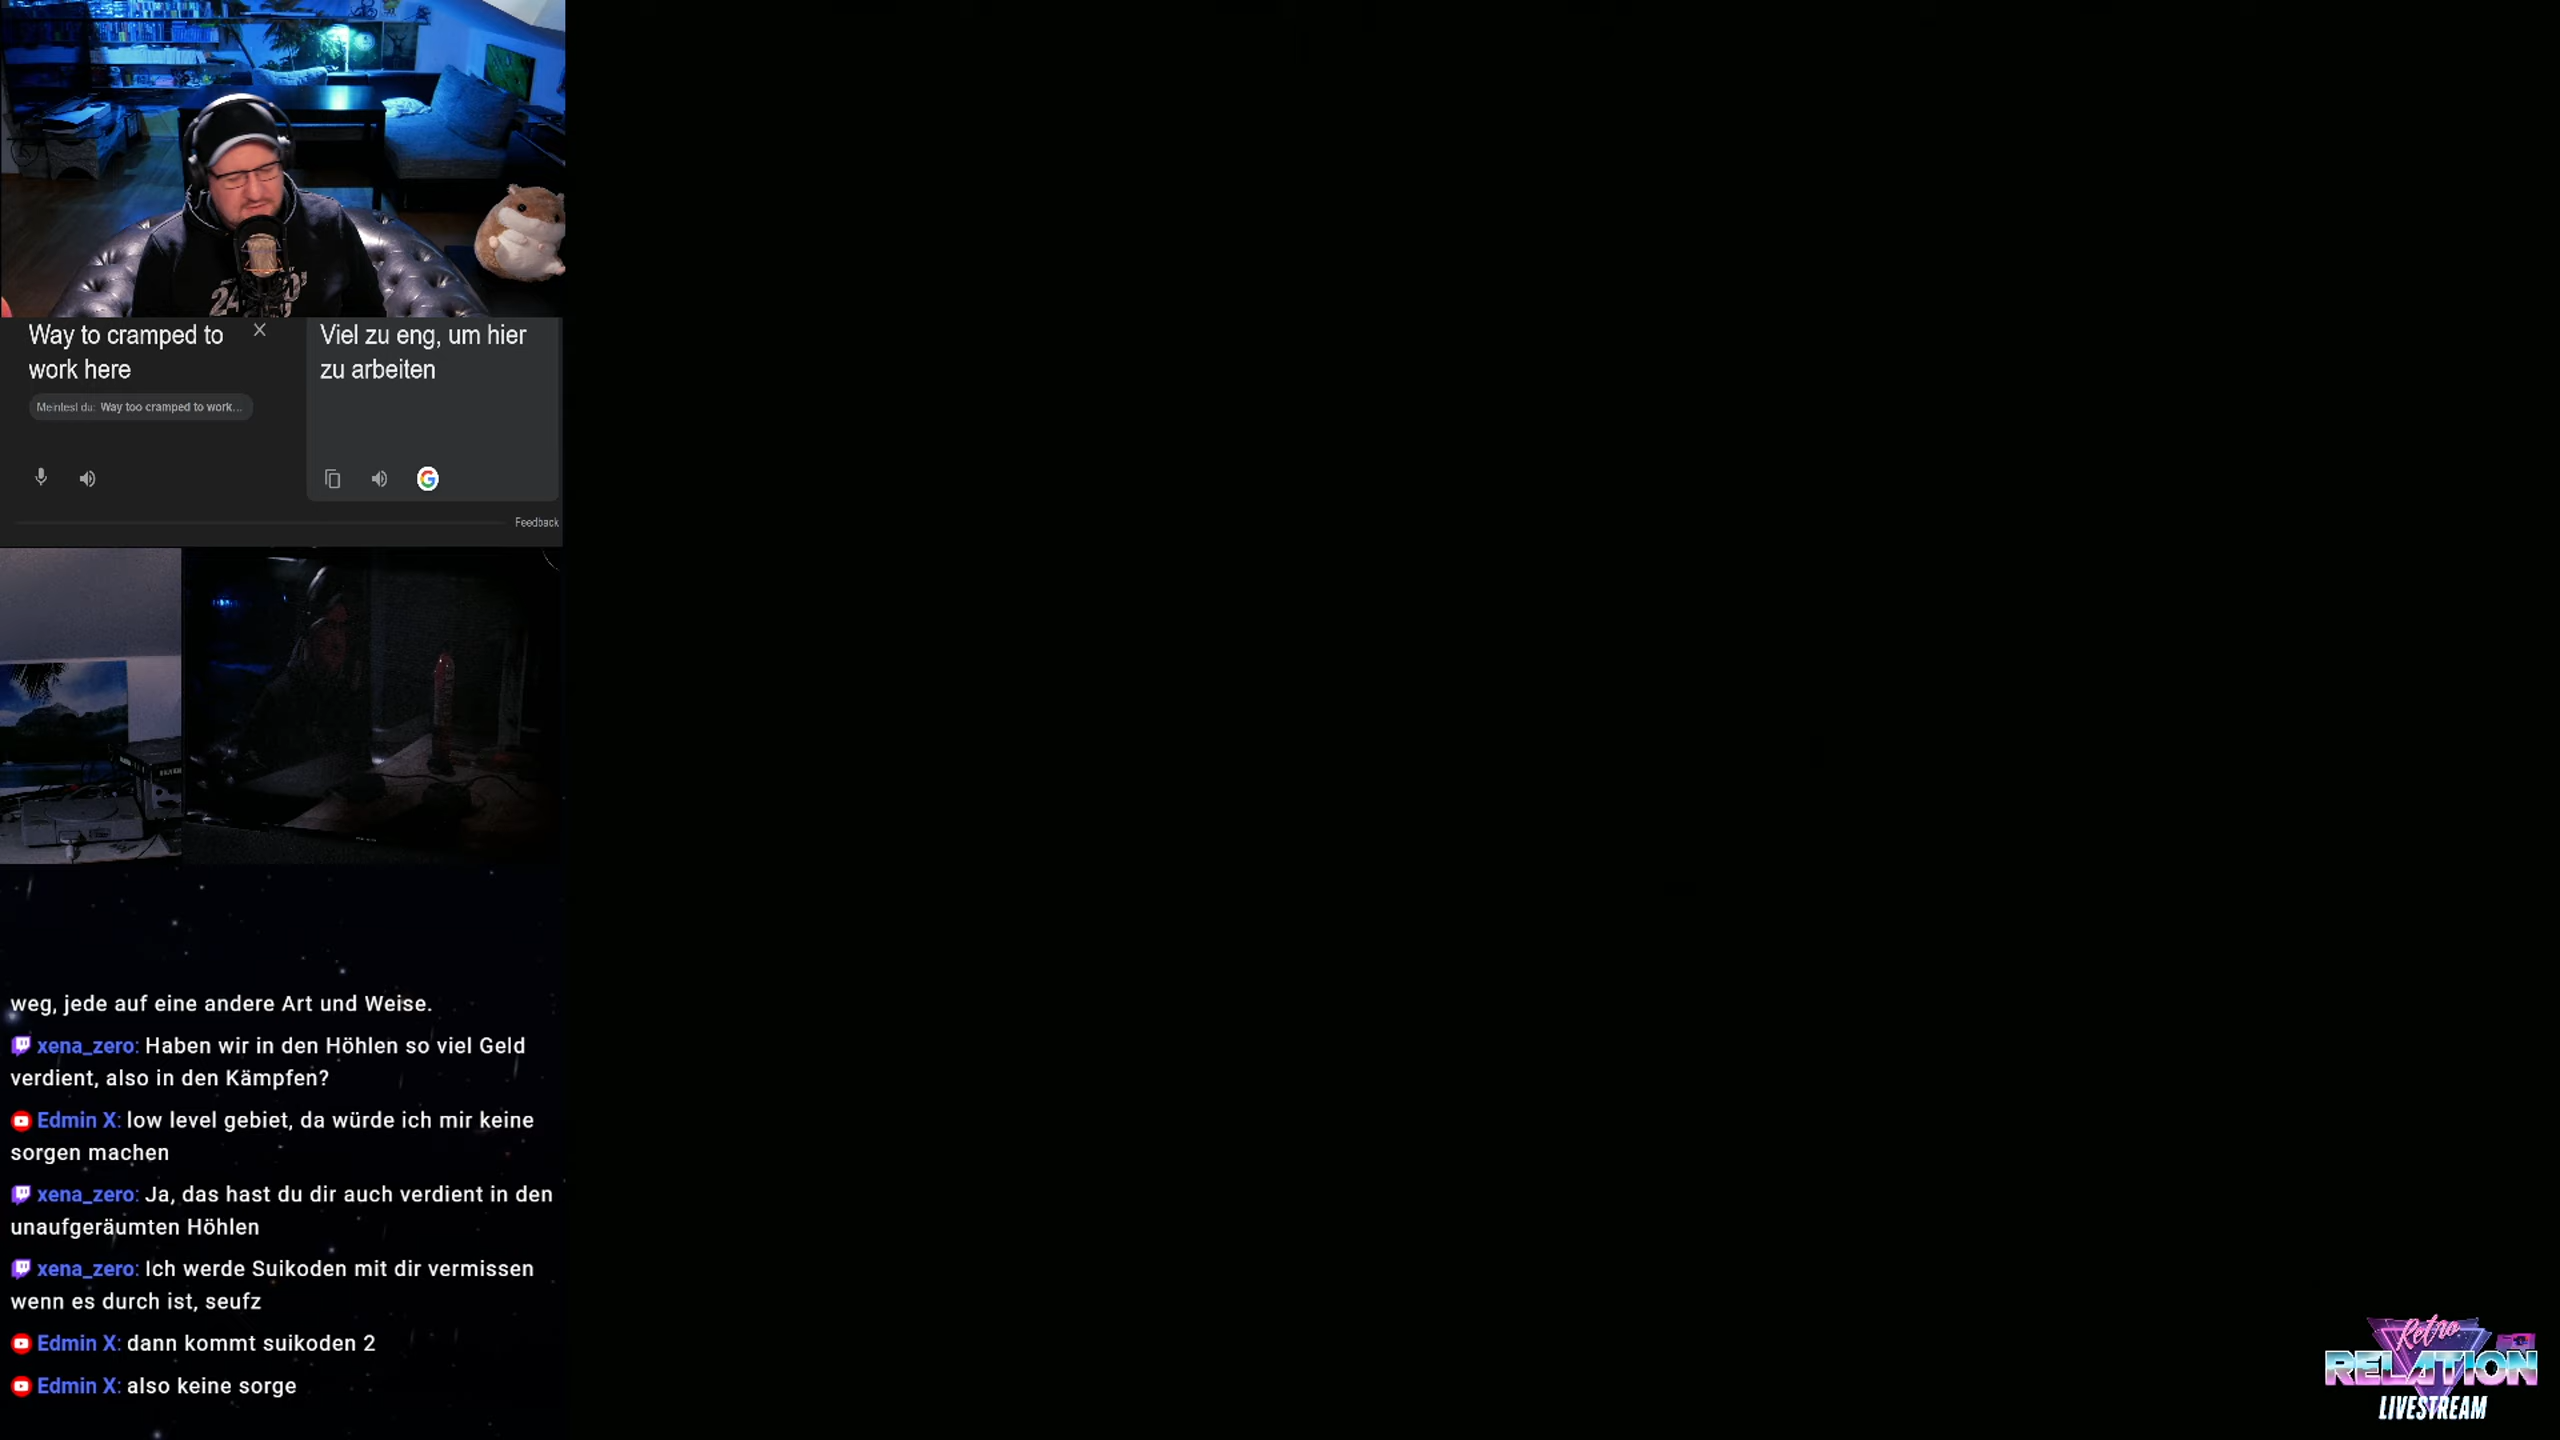 Way to cramped to
work here
Meintest du: Way too cramped to work...
Viel zu eng, um hier
zu arbeiten
Feedback
weg, jede auf eine andere Art und Weise.
xena_zero: Haben wir in den Höhlen so viel Geld
verdient, also in den Kämpfen?
Edmin X: low level gebiet, da würde ich mir keine
sorgen machen
xena_zero: Ja, das hast du dir auch verdient in den
unaufgeräumten Höhlen
xena_zero: Ich werde Suikoden mit dir vermissen
wenn es durch ist, seufz
Edmin X: dann kommt suikoden 2
Edmin X: also keine sorge
Retro
RELATION
LIVESTREAM